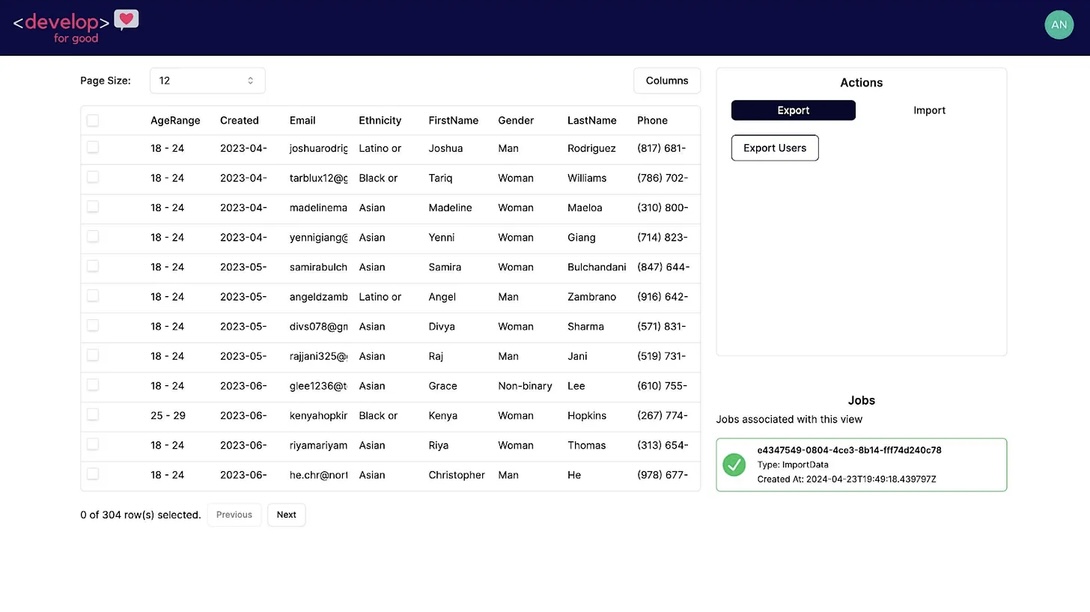 <develop>
for good
AN
Page Size: 12 Columns
AgeRange Created Email Ethnicity FirstName Gender LastName Phone
18 - 24 2023-04- joshuarodrig Latino or Joshua Man Rodriguez (817) 681-
18 - 24 2023-04- tarblux12@g Black or Tariq Woman Williams (786) 702-
18 - 24 2023-04- madelinema Asian Madeline Woman Maeloa (310) 800-
18 - 24 2023-04- yennigiang@ Asian Yenni Woman Giang (714) 823-
18 - 24 2023-05- samirabulch Asian Samira Woman Bulchandani (847) 644-
18 - 24 2023-05- angeldzamb Latino or Angel Man Zambrano (916) 642-
18 - 24 2023-05- divs078@gm Asian Divya Woman Sharma (571) 831-
18 - 24 2023-05- rajjani325@ Asian Raj Man Jani (519) 731-
18 - 24 2023-06- glee1236@t Asian Grace Non-binary Lee (610) 755-
25 - 29 2023-06- kenyahopkin Black or Kenya Woman Hopkins (267) 774-
18 - 24 2023-06- riyamariyam Asian Riya Woman Thomas (313) 654-
18 - 24 2023-06- he.chr@nort Asian Christopher Man He (978) 677-
0 of 304 row(s) selected. Previous Next
Actions
Export Import
Export Users
Jobs
Jobs associated with this view
e4347549-0804-4ce3-8b14-fff74d240c78
Type: ImportData
Created At: 2024-04-23T19:49:18.439797Z